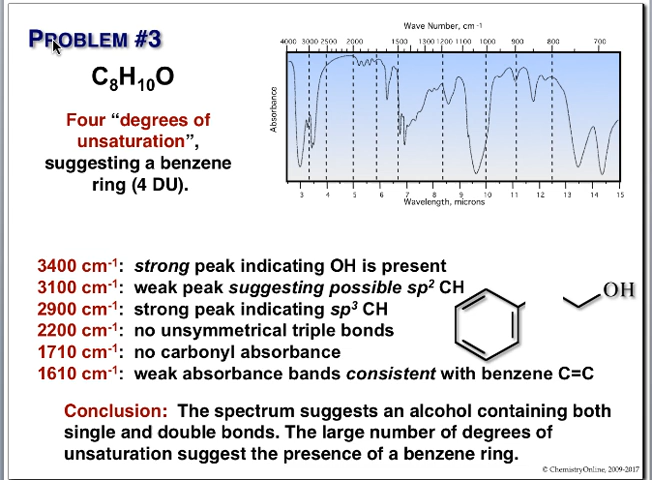 PROBLEM #3
C8H10O
Four “degrees of
unsaturation”,
suggesting a benzene
ring (4 DU).
Wave Number, cm -1
4000 3000 2500 2000 1500 1300 1200 1100 1000 900 800 700
Absorbance
3 4 5 6 7 8 9 10 11 12 13 14 15
Wavelength, microns
3400 cm-1: strong peak indicating OH is present
3100 cm-1: weak peak suggesting possible sp2 CH
2900 cm-1: strong peak indicating sp3 CH
2200 cm-1: no unsymmetrical triple bonds
1710 cm-1: no carbonyl absorbance
1610 cm-1: weak absorbance bands consistent with benzene C=C
OH
Conclusion: The spectrum suggests an alcohol containing both
single and double bonds. The large number of degrees of
unsaturation suggest the presence of a benzene ring.
© ChemistryOnline, 2009-2017